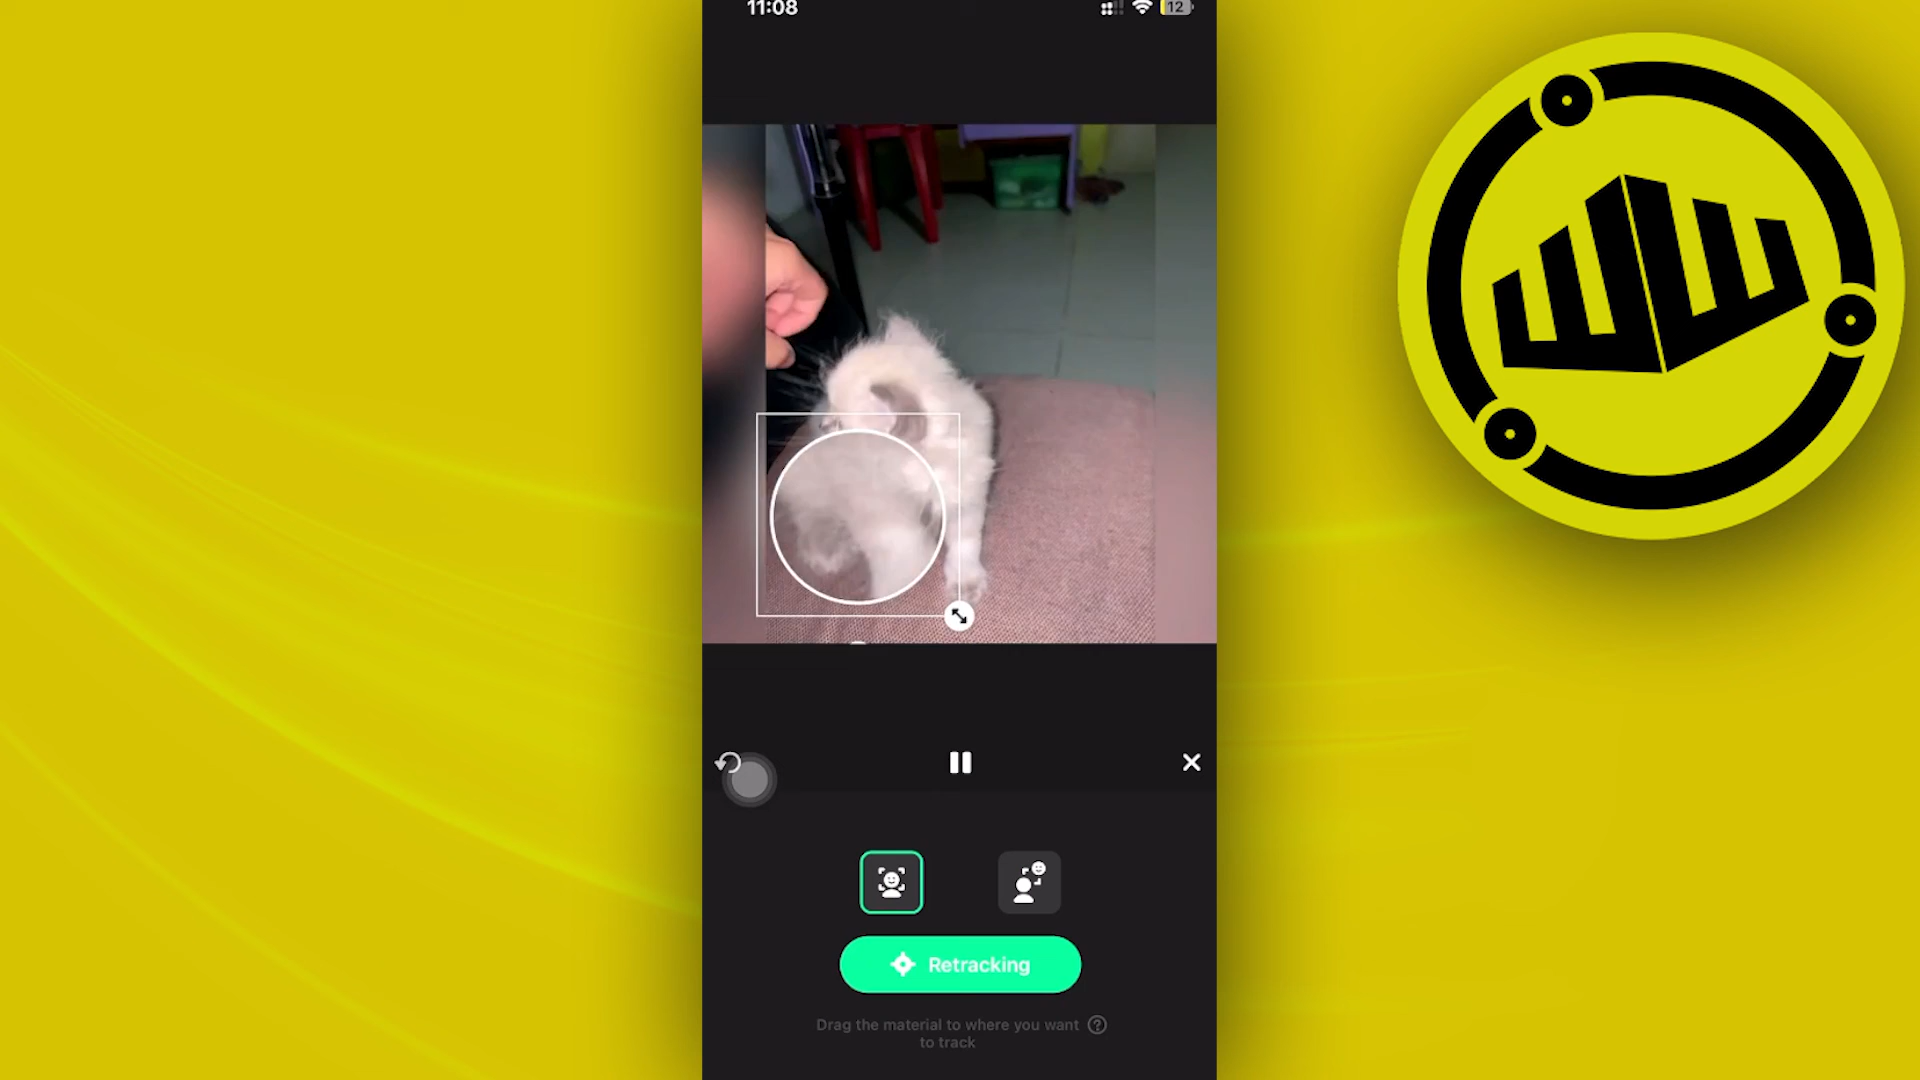 11:08
12
Retracking
Drag the material to where you want
to track